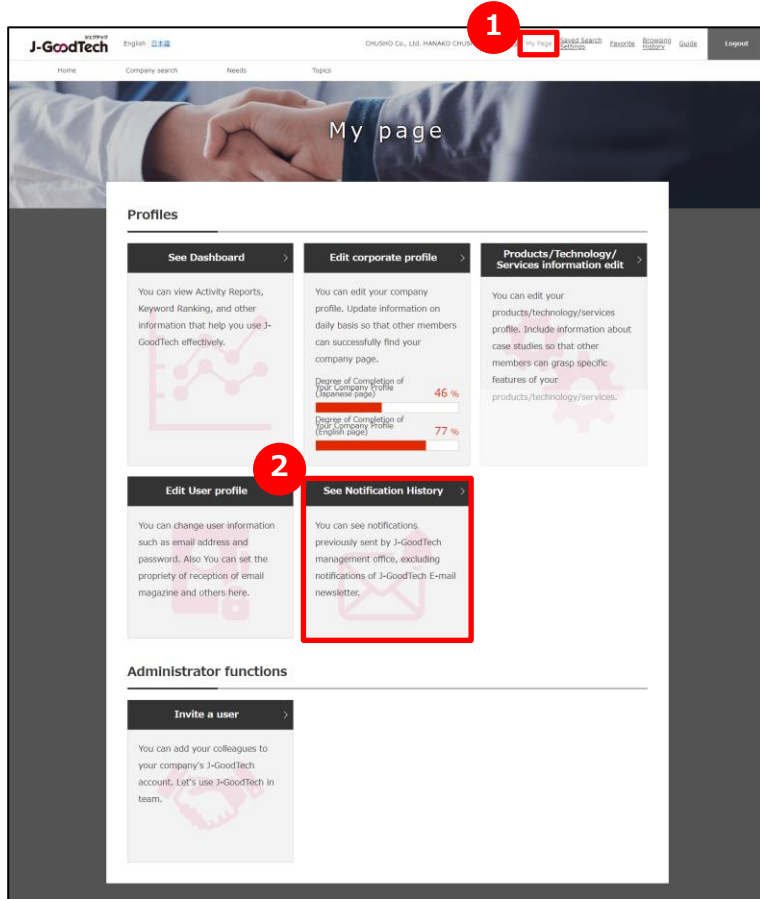 1
ジェグテック
J-GoodTech
English 日本語
CHUSHO Co., Ltd. HANAKO CHUSH
My Page
Saved Search
Settings
Favorite
Browsing
History
Guide
Logout
Home
Company search
Needs
Topics
My page
Profiles
See Dashboard
You can view Activity Reports,
Keyword Ranking, and other
information that help you use J-
GoodTech effectively.
Edit corporate profile
You can edit your company
profile. Update information on
daily basis so that other members
can successfully find your
company page.
Degree of Completion of
Your Company Profile
(Japanese page)
46 %
Degree of Completion of
Your Company Profile
(English page)
77 %
Products/Technology/
Services information edit
You can edit your
products/technology/services
profile. Include information about
case studies so that other
members can grasp specific
features of your
products/technology/services.
2
Edit User profile
You can change user information
such as email address and
password. Also You can set the
propriety of reception of email
magazine and others here.
See Notification History
You can see notifications
previously sent by J-GoodTech
management office, excluding
notifications of J-GoodTech E-mail
newsletter.
Administrator functions
Invite a user
You can add your colleagues to
your company's J-GoodTech
account. Let's use J-GoodTech in
team.